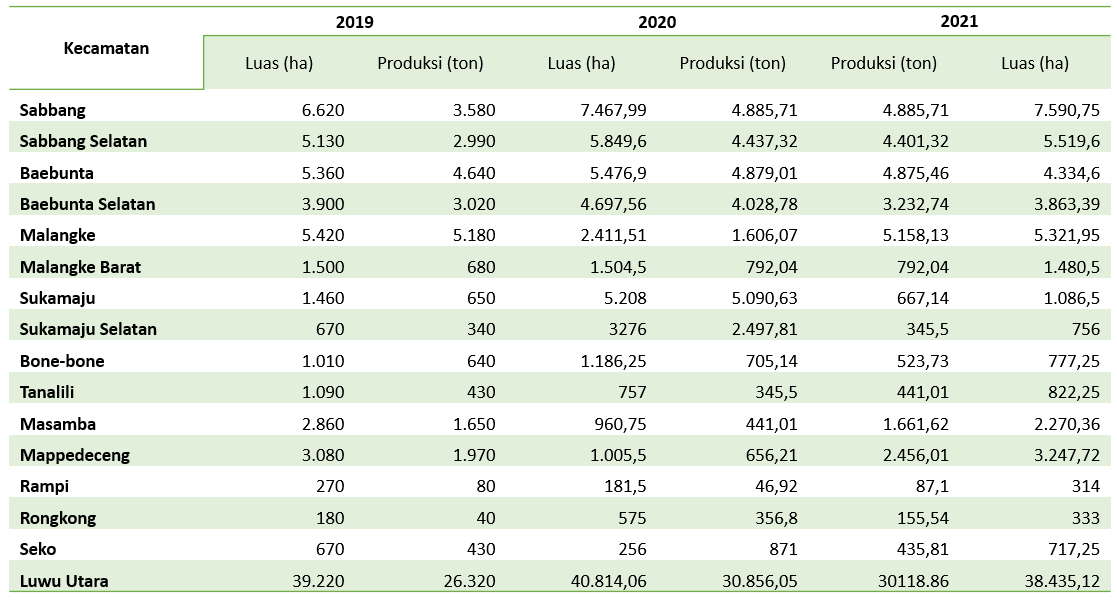 2019 2020 2021
Kecamatan
Luas (ha) Produksi (ton) Luas (ha) Produksi (ton) Produksi (ton) Luas (ha)
Sabbang 6.620 3.580 7.467,99 4.885,71 4.885,71 7.590,75
Sabbang Selatan 5.130 2.990 5.849,6 4.437,32 4.401,32 5.519,6
Baebunta 5.360 4.640 5.476,9 4.879,01 4.875,46 4.334,6
Baebunta Selatan 3.900 3.020 4.697,56 4.028,78 3.232,74 3.863,39
Malangke 5.420 5.180 2.411,51 1.606,07 5.158,13 5.321,95
Malangke Barat 1.500 680 1.504,5 792,04 792,04 1.480,5
Sukamaju 1.460 650 5.208 5.090,63 667,14 1.086,5
Sukamaju Selatan 670 340 3276 2.497,81 345,5 756
Bone-bone 1.010 640 1.186,25 705,14 523,73 777,25
Tanalili 1.090 430 757 345,5 441,01 822,25
Masamba 2.860 1.650 960,75 441,01 1.661,62 2.270,36
Mappedeceng 3.080 1.970 1.005,5 656,21 2.456,01 3.247,72
Rampi 270 80 181,5 46,92 87,1 314
Rongkong 180 40 575 356,8 155,54 333
Seko 670 430 256 871 435,81 717,25
Luwu Utara 39.220 26.320 40.814,06 30.856,05 30118.86 38.435,12